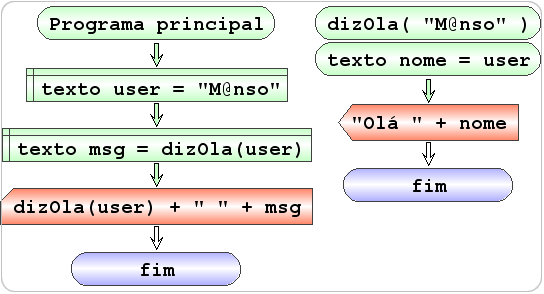 Programa principal
texto user = "M@nso"
texto msg = dizOla(user)
dizOla(user) + " " + msg
fim
dizOla( "M@nso" )
texto nome = user
"Olá " + nome
fim